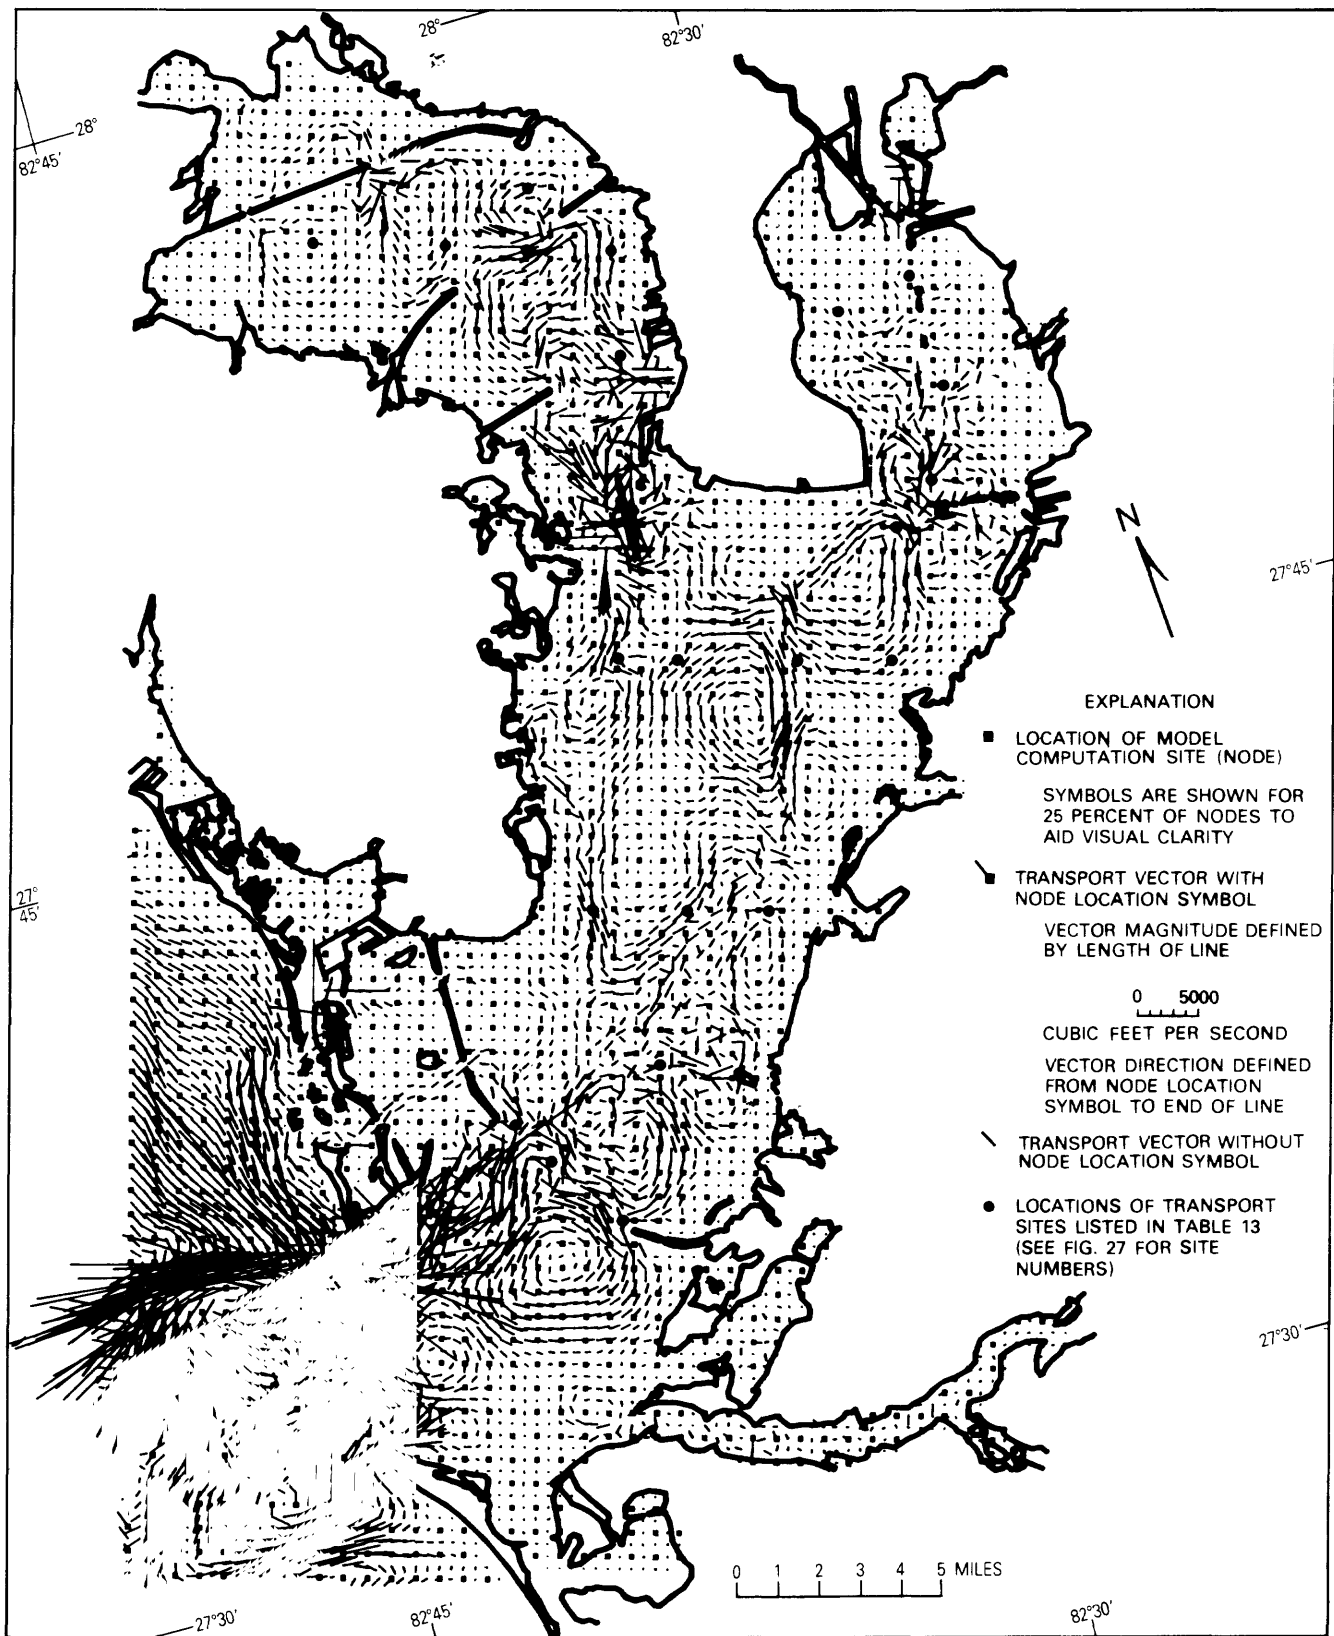 28°
82°30'
28°
82°45'
N
27°45'
EXPLANATION
LOCATION OF MODEL
COMPUTATION SITE (NODE)
SYMBOLS ARE SHOWN FOR
25 PERCENT OF NODES TO
AID VISUAL CLARITY
TRANSPORT VECTOR WITH
NODE LOCATION SYMBOL
VECTOR MAGNITUDE DEFINED
BY LENGTH OF LINE
0 5000
CUBIC FEET PER SECOND
VECTOR DIRECTION DEFINED
FROM NODE LOCATION
SYMBOL TO END OF LINE
TRANSPORT VECTOR WITHOUT
NODE LOCATION SYMBOL
LOCATIONS OF TRANSPORT
SITES LISTED IN TABLE 13
(SEE FIG. 27 FOR SITE
NUMBERS)
27°
45'
27°30'
0 1 2 3 4 5 MILES
27°30'
82°45'
82°30'